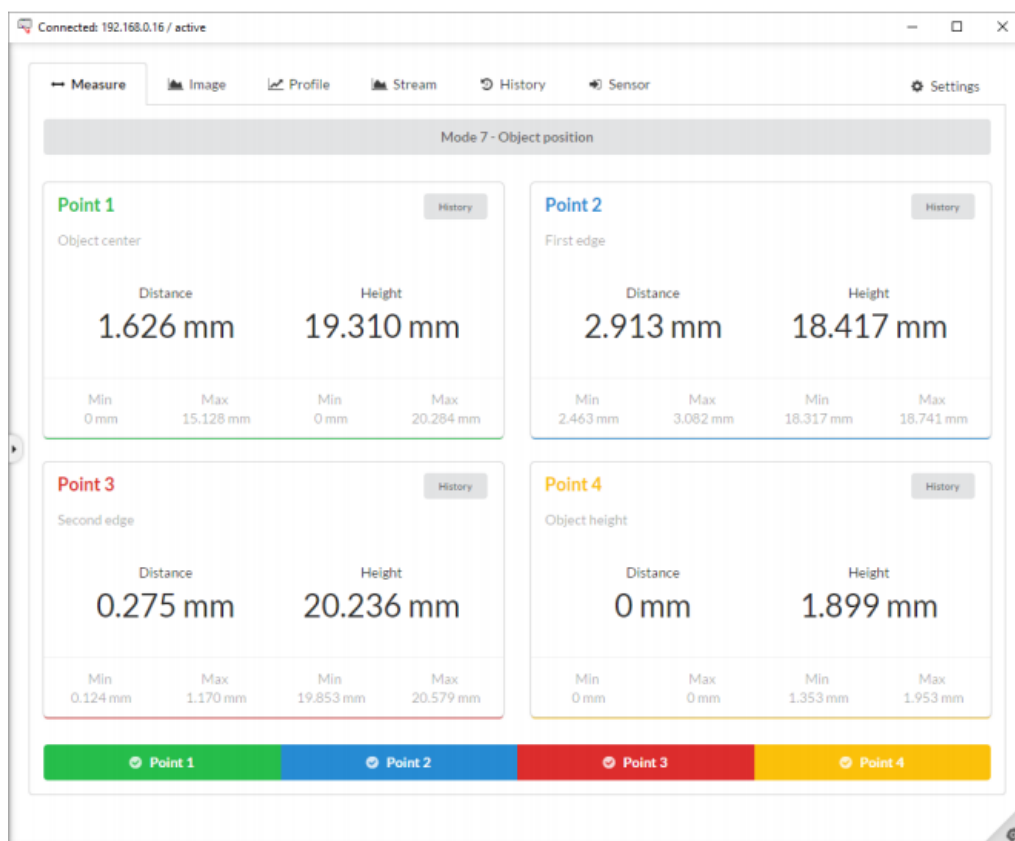 Connected: 192.168.0.16 / active
Measure Image Profile Stream History Sensor Settings
Mode 7 - Object position
Point 1 History
Object center
Distance Height
1.626 mm 19.310 mm
Min Max Min Max
0 mm 15.128 mm 0 mm 20.284 mm
Point 2 History
First edge
Distance Height
2.913 mm 18.417 mm
Min Max Min Max
2.463 mm 3.082 mm 18.317 mm 18.741 mm
Point 3 History
Second edge
Distance Height
0.275 mm 20.236 mm
Min Max Min Max
0.124 mm 1.170 mm 19.853 mm 20.579 mm
Point 4 History
Object height
Distance Height
0 mm 1.899 mm
Min Max Min Max
0 mm 0 mm 1.353 mm 1.953 mm
Point 1 Point 2 Point 3 Point 4